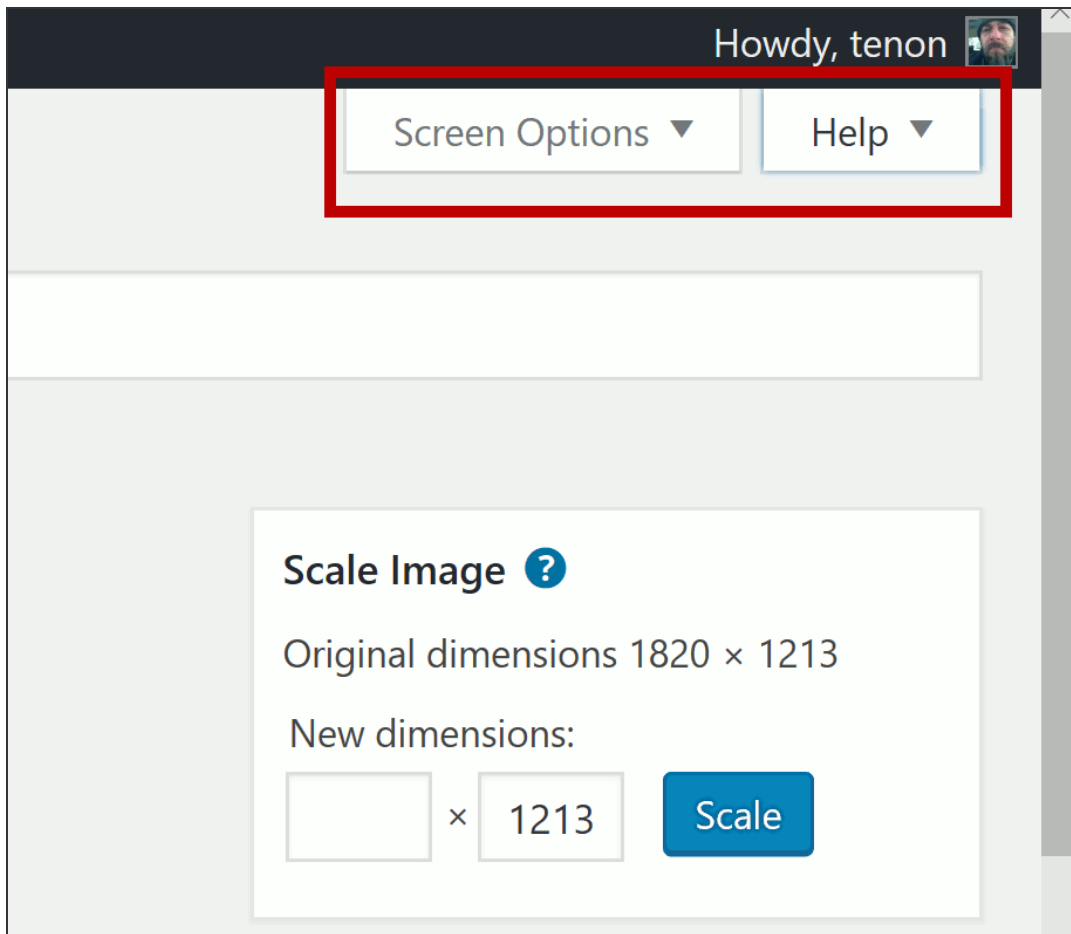 Howdy, tenon
Screen Options ▼ Help ▼
Scale Image ?
Original dimensions 1820 × 1213
New dimensions:
× 1213 Scale